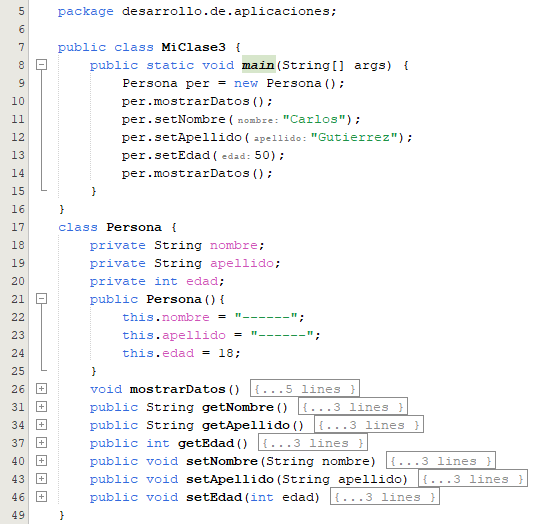 5 package desarrollo.de.aplicaciones;
6
7 public class MiClase3 {
8 public static void main(String[] args) {
9 Persona per = new Persona();
10 per.mostrarDatos();
11 per.setNombre( nombre: "Carlos");
12 per.setApellido( apellido: "Gutierrez");
13 per.setEdad( edad: 50);
14 per.mostrarDatos();
15 }
16 }
17 class Persona {
18 private String nombre;
19 private String apellido;
20 private int edad;
21 public Persona(){
22 this.nombre = "------";
23 this.apellido = "------";
24 this.edad = 18;
25 }
26 void mostrarDatos() {...5 lines }
31 public String getNombre() {...3 lines }
34 public String getApellido() {...3 lines }
37 public int getEdad() {...3 lines }
40 public void setNombre(String nombre) {...3 lines }
43 public void setApellido(String apellido) {...3 lines }
46 public void setEdad(int edad) {...3 lines }
49 }